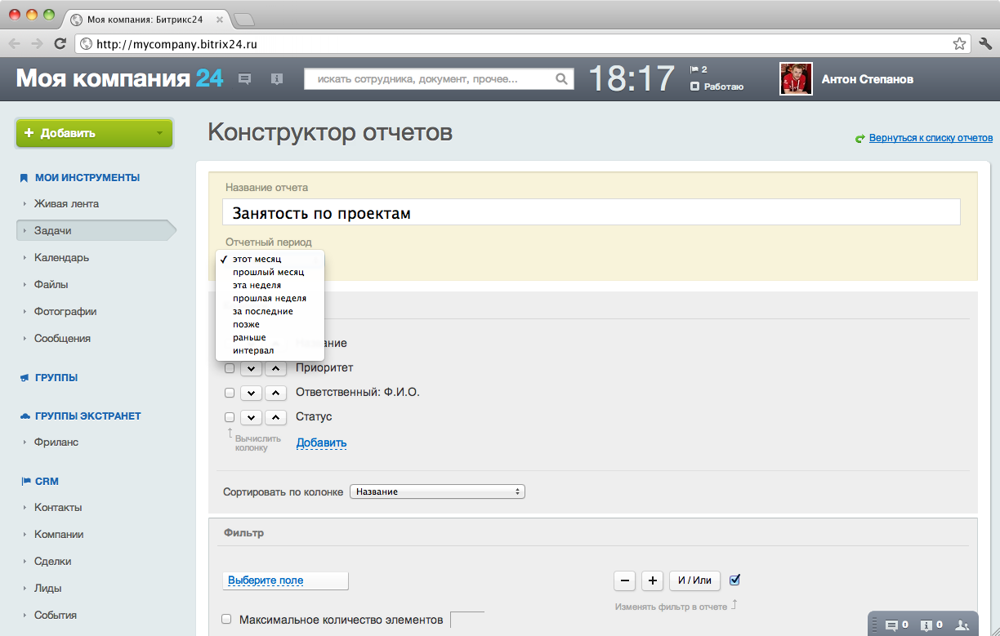 Моя компания: Битрикс24
http://mycompany.bitrix24.ru
Моя компания 24
искать сотрудника, документ, прочее...
18:17
2
Работаю
Антон Степанов
Добавить
Конструктор отчетов
Вернуться к списку отчетов
МОИ ИНСТРУМЕНТЫ
Живая лента
Задачи
Календарь
Файлы
Фотографии
Сообщения
ГРУППЫ
ГРУППЫ ЭКСТРАНЕТ
Фриланс
CRM
Контакты
Компании
Сделки
Лиды
События
Название отчета
Занятость по проектам
Отчетный период
этот месяц
прошлый месяц
эта неделя
прошлая неделя
за последние
позже
раньше
интервал
Название
Приоритет
Ответственный: Ф.И.О.
Статус
Вычислить
колонку
Добавить
Сортировать по колонке
Название
Фильтр
Выберите поле
И / Или
Изменять фильтр в отчете
Максимальное количество элементов
0
0